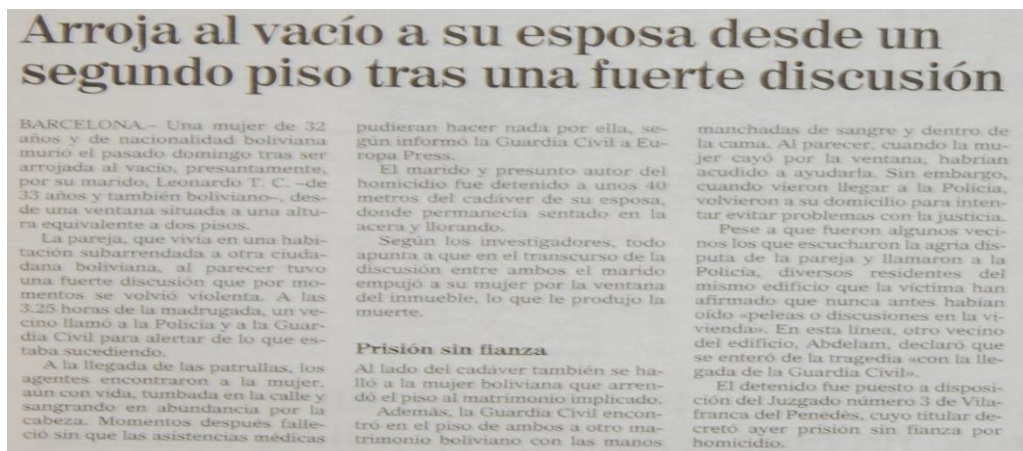 Arroja al vacío a su esposa desde un
segundo piso tras una fuerte discusión
BARCELONA.– Una mujer de 32
años y de nacionalidad boliviana
murió el pasado domingo tras ser
arrojada al vacío, presuntamente,
por su marido, Leonardo T. C. –de
33 años y también boliviano–, des-
de una ventana situada a una altu-
ra equivalente a dos pisos.
La pareja, que vivía en una habi-
tación subarrendada a otra ciuda-
dana boliviana, al parecer tuvo
una fuerte discusión que por mo-
mentos se volvió violenta. A las
3.25 horas de la madrugada, un ve-
cino llamó a la Policía y a la Guar-
dia Civil para alertar de lo que es-
taba sucediendo.
A la llegada de las patrullas, los
agentes encontraron a la mujer,
aún con vida, tumbada en la calle y
sangrando en abundancia por la
cabeza. Momentos después falle-
ció sin que las asistencias médicas
pudieran hacer nada por ella, se-
gún informó la Guardia Civil a Eu-
ropa Press.
El marido y presunto autor del
homicidio fue detenido a unos 40
metros del cadáver de su esposa,
donde permanecía sentado en la
acera y llorando.
Según los investigadores, todo
apunta a que en el transcurso de la
discusión entre ambos el marido
empujó a su mujer por la ventana
del inmueble, lo que le produjo la
muerte.
Prisión sin fianza
Al lado del cadáver también se ha-
lló a la mujer boliviana que arren-
dó el piso al matrimonio implicado.
Además, la Guardia Civil encon-
tró en el piso de ambos a otro ma-
trimonio boliviano con las manos
manchadas de sangre y dentro de
la cama. Al parecer, cuando la mu-
jer cayó por la ventana, habrían
acudido a ayudarla. Sin embargo,
cuando vieron llegar a la Policía,
volvieron a su domicilio para inten-
tar evitar problemas con la justicia.
Pese a que fueron algunos veci-
nos los que escucharon la agria dis-
puta de la pareja y llamaron a la
Policía, diversos residentes del
mismo edificio que la víctima han
afirmado que nunca antes habían
oído «peleas o discusiones en la vi-
vienda». En esta línea, otro vecino
del edificio, Abdelam, declaró que
se enteró de la tragedia «con la lle-
gada de la Guardia Civil».
El detenido fue puesto a disposi-
ción del Juzgado número 3 de Vila-
franca del Penedès, cuyo titular de-
cretó ayer prisión sin fianza por
homicidio.